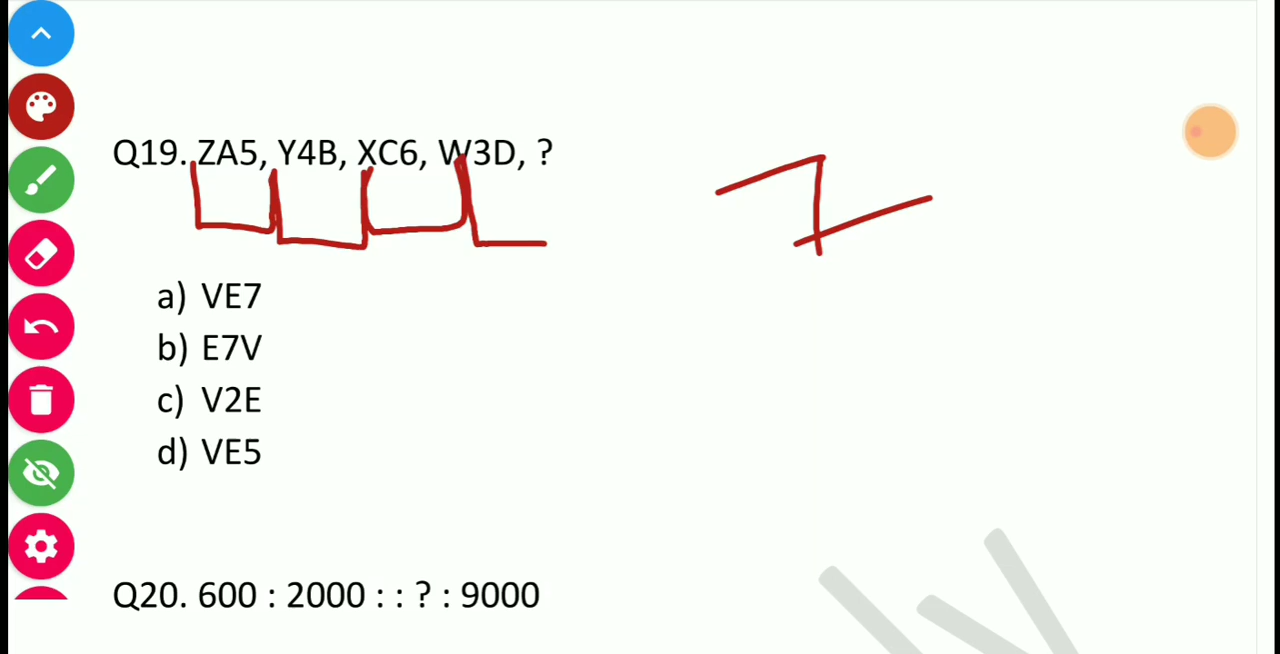 Q19. ZA5, Y4B, XC6, W3D, ?
a) VE7
b) E7V
c) V2E
d) VE5
Q20. 600 : 2000 : : ? : 9000